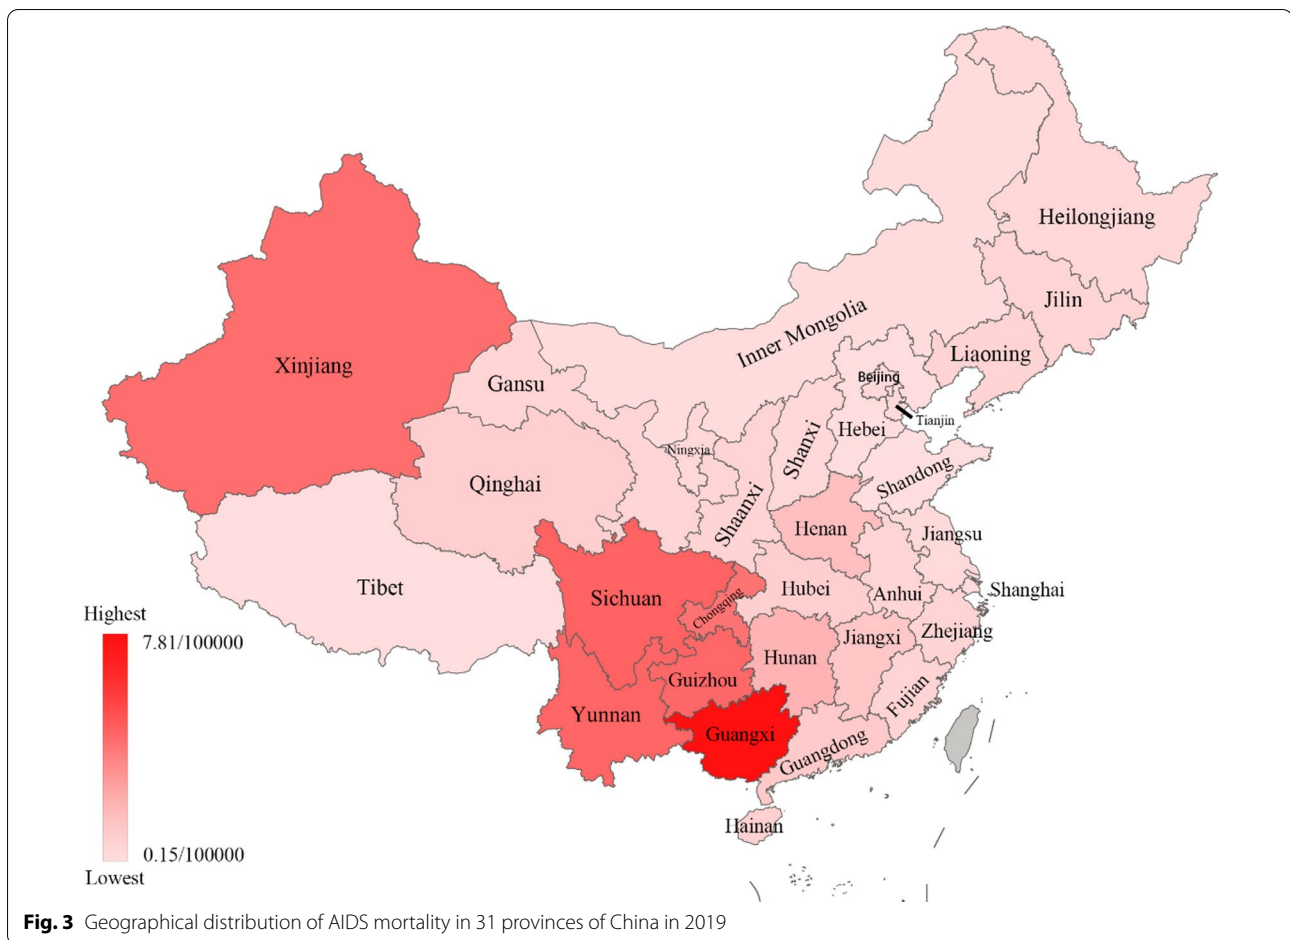 Heilongjiang
Jilin
Inner Mongolia
Liaoning
Xinjiang
Gansu
Beijing
Tianjin
Hebei
Shanxi
Ningxia
Shandong
Qinghai
Shaanxi
Henan
Jiangsu
Tibet
Sichuan
Chongqing
Hubei
Anhui
Shanghai
Highest
7.81/100000
Zhejiang
Jiangxi
Hunan
Guizhou
Fujian
Yunnan
Guangxi
Guangdong
Hainan
0.15/100000
Lowest
Fig. 3 Geographical distribution of AIDS mortality in 31 provinces of China in 2019